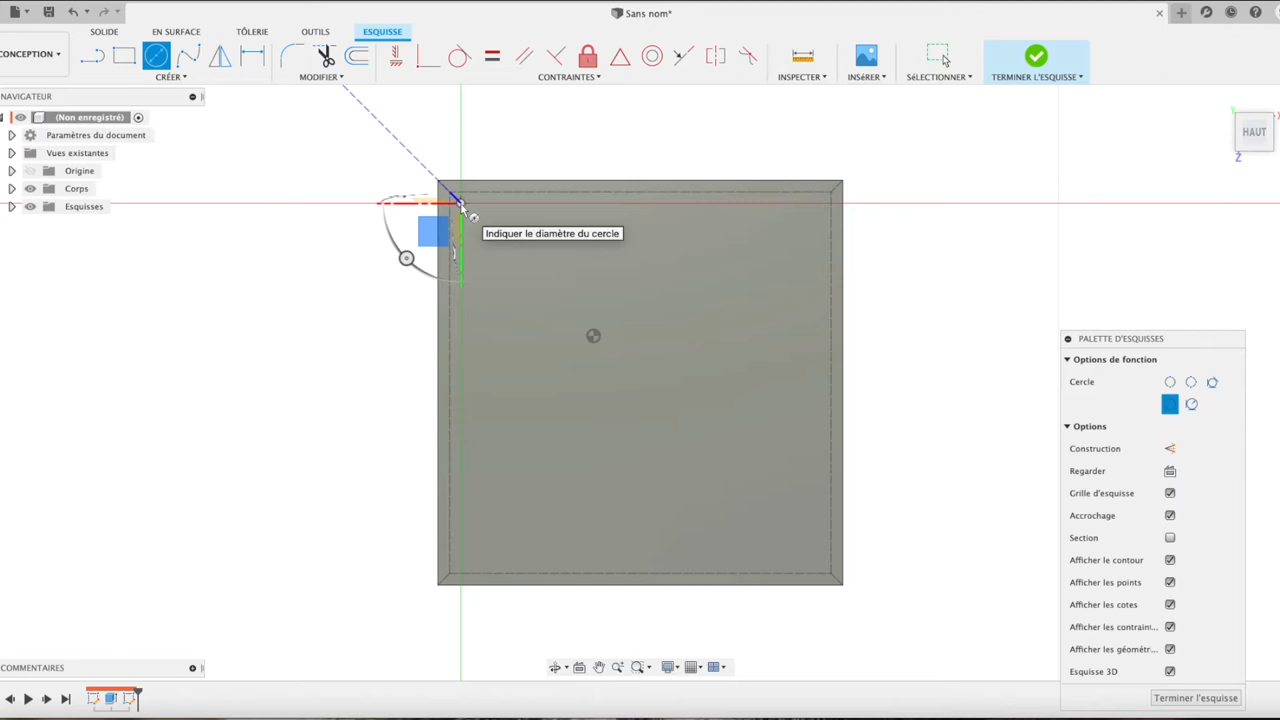 Sans nom*
SOLIDE
EN SURFACE
TÔLERIE
OUTILS
ESQUISSE
CONCEPTION
CRÉER
MODIFIER
CONTRAINTES
INSPECTER
INSÉRER
SÉLECTIONNER
TERMINER L'ESQUISSE
NAVIGATEUR
(Non enregistré)
Paramètres du document
Vues existantes
Origine
Corps
Esquisses
HAUT
Y
X
Z
Indiquer le diamètre du cercle
PALETTE D'ESQUISSES
Options de fonction
Cercle
Options
Construction
Regarder
Grille d'esquisse
Accrochage
Section
Afficher le contour
Afficher les points
Afficher les cotes
Afficher les contraint...
Afficher les géométr...
Esquisse 3D
Terminer l'esquisse
COMMENTAIRES